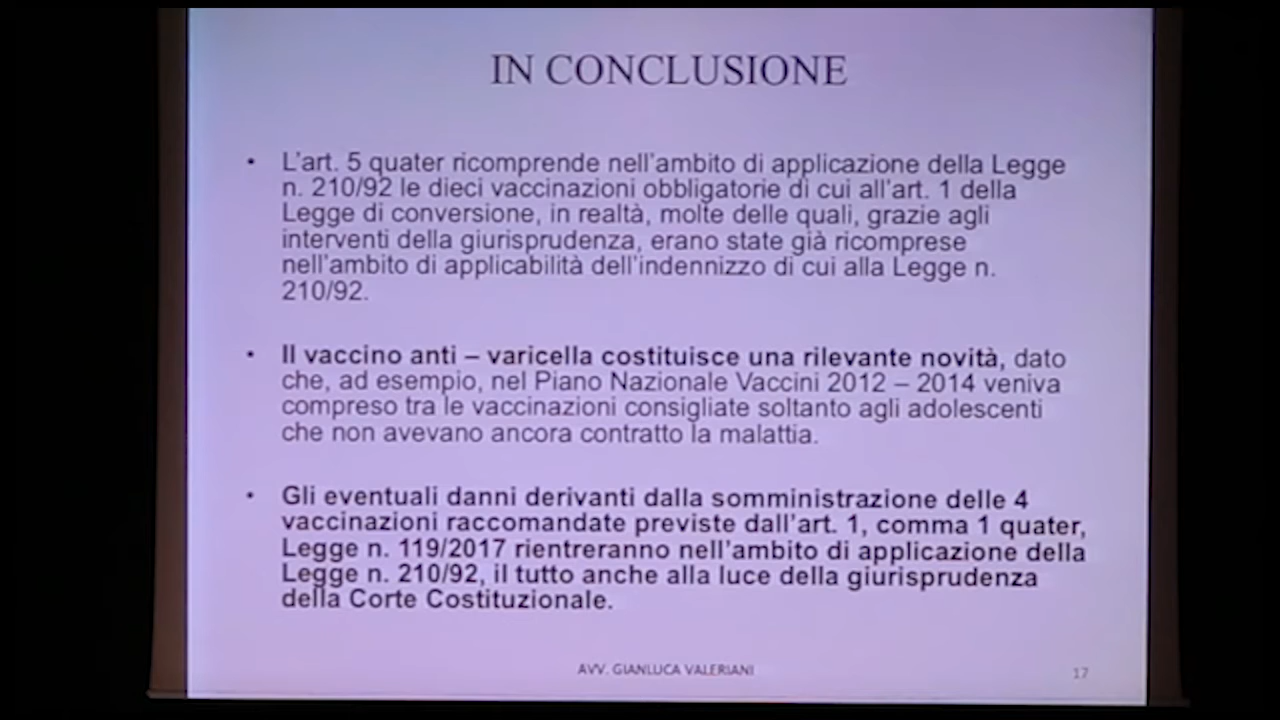 IN CONCLUSIONE
• L'art. 5 quater ricomprende nell'ambito di applicazione della Legge
n. 210/92 le dieci vaccinazioni obbligatorie di cui all'art. 1 della
Legge di conversione, in realtà, molte delle quali, grazie agli
interventi della giurisprudenza, erano state già ricomprese
nell'ambito di applicabilità dell'indennizzo di cui alla Legge n.
210/92.
• Il vaccino anti – varicella costituisce una rilevante novità, dato
che, ad esempio, nel Piano Nazionale Vaccini 2012 – 2014 veniva
compreso tra le vaccinazioni consigliate soltanto agli adolescenti
che non avevano ancora contratto la malattia.
• Gli eventuali danni derivanti dalla somministrazione delle 4
vaccinazioni raccomandate previste dall'art. 1, comma 1 quater,
Legge n. 119/2017 rientreranno nell'ambito di applicazione della
Legge n. 210/92, il tutto anche alla luce della giurisprudenza
della Corte Costituzionale.
AVV. GIANLUCA VALERIANI
17